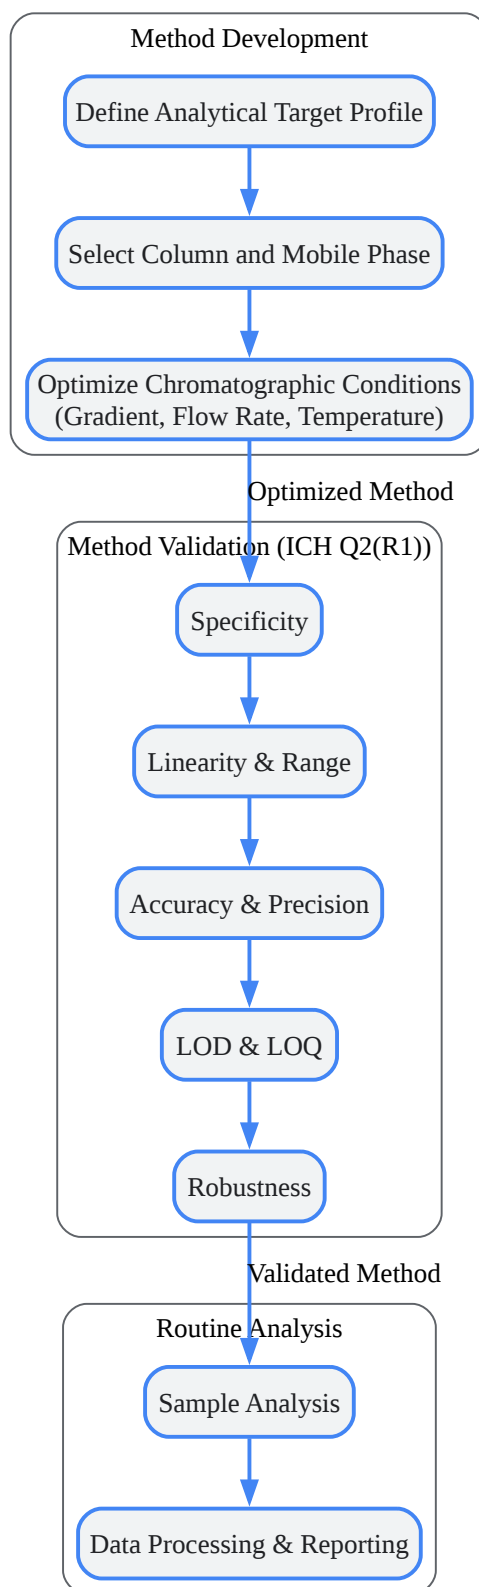 Method Development
Define Analytical Target Profile
Select Column and Mobile Phase
Optimize Chromatographic Conditions
(Gradient, Flow Rate, Temperature)
Optimized Method
Method Validation (ICH Q2(R1))
Specificity
Linearity & Range
Accuracy & Precision
LOD & LOQ
Robustness
Validated Method
Routine Analysis
Sample Analysis
Data Processing & Reporting